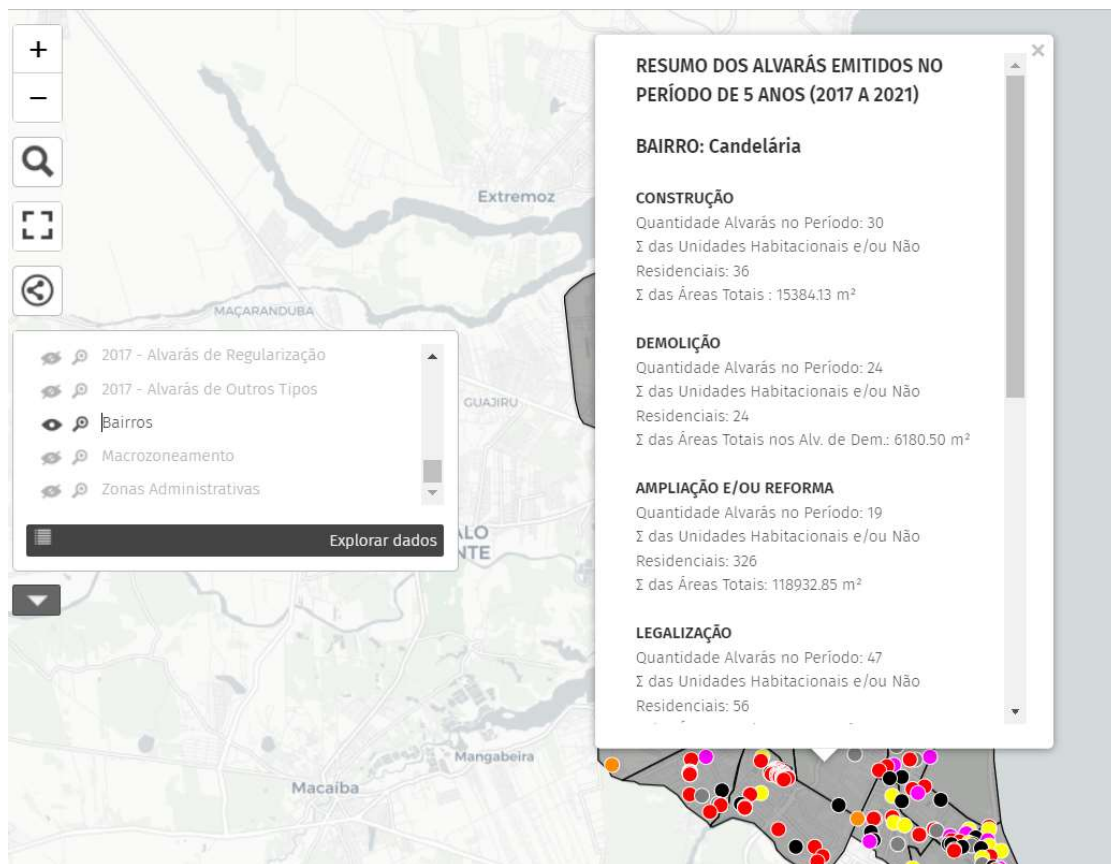 +
−
Extremoz
MAÇARANDUBA
GUAJIRU
ALO
NTE
Mangabeira
Macaíba
2017 - Alvarás de Regularização
2017 - Alvarás de Outros Tipos
Bairros
Macrozoneamento
Zonas Administrativas
Explorar dados
×
RESUMO DOS ALVARÁS EMITIDOS NO
PERÍODO DE 5 ANOS (2017 A 2021)
BAIRRO: Candelária
CONSTRUÇÃO
Quantidade Alvarás no Período: 30
Σ das Unidades Habitacionais e/ou Não
Residenciais: 36
Σ das Áreas Totais : 15384.13 m²
DEMOLIÇÃO
Quantidade Alvarás no Período: 24
Σ das Unidades Habitacionais e/ou Não
Residenciais: 24
Σ das Áreas Totais nos Alv. de Dem.: 6180.50 m²
AMPLIAÇÃO E/OU REFORMA
Quantidade Alvarás no Período: 19
Σ das Unidades Habitacionais e/ou Não
Residenciais: 326
Σ das Áreas Totais: 118932.85 m²
LEGALIZAÇÃO
Quantidade Alvarás no Período: 47
Σ das Unidades Habitacionais e/ou Não
Residenciais: 56